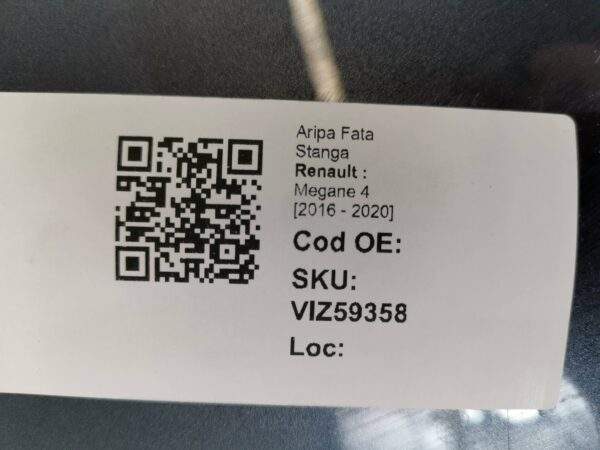 Aripa Fata
Stanga
Renault :
Megane 4
[2016 - 2020]
Cod OE:
SKU:
VIZ59358
Loc: